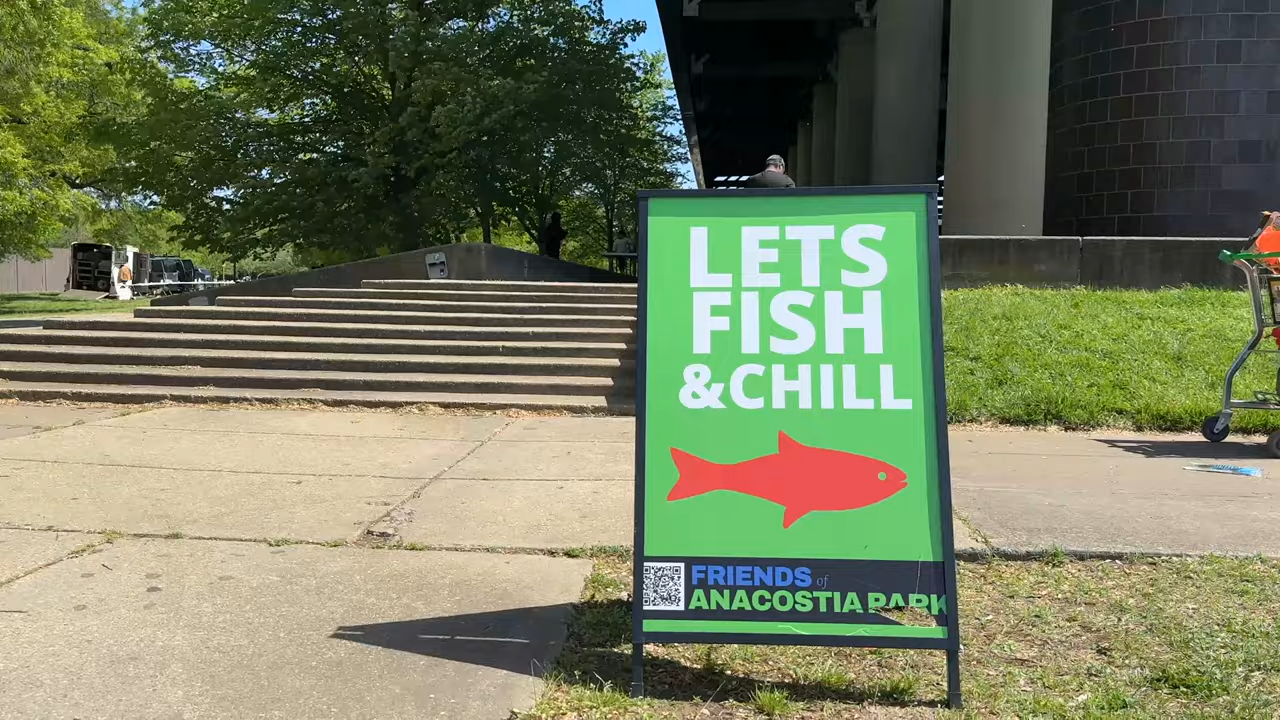 LETS
FISH
&CHILL
FRIENDS of
ANACOSTIA PARK